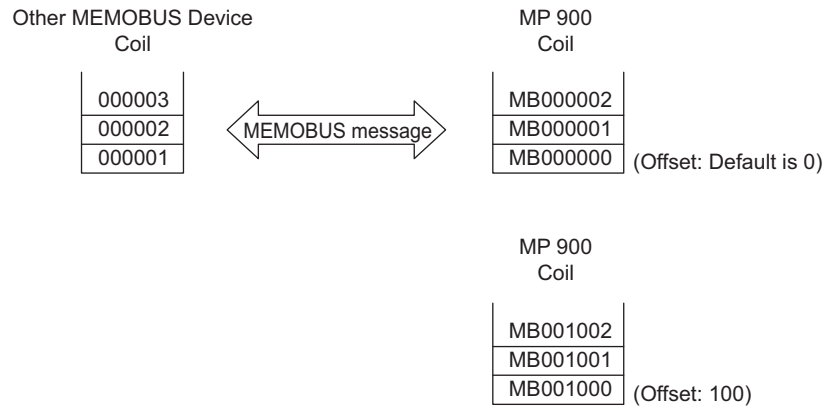 Other MEMOBUS Device
Coil
000003
000002
000001
MEMOBUS message
MP 900
Coil
MB000002
MB000001
MB000000
(Offset: Default is 0)
MP 900
Coil
MB001002
MB001001
MB001000
(Offset: 100)